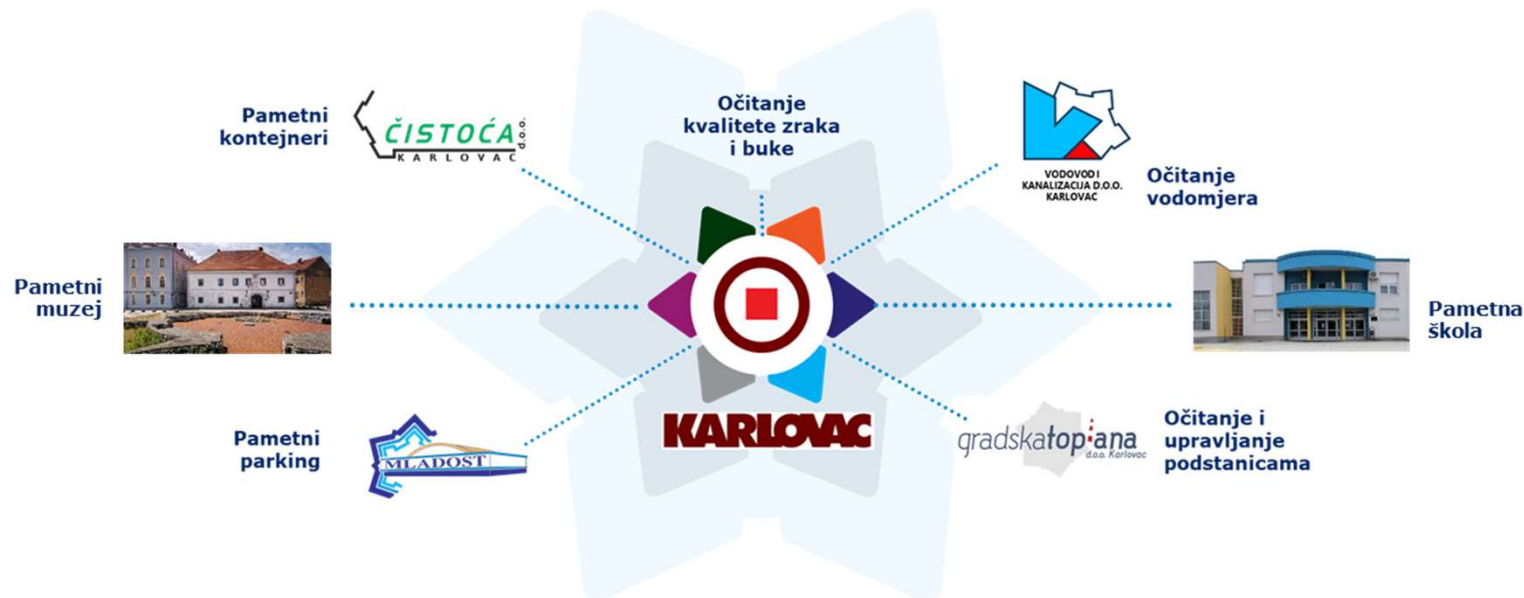 Pametni
kontejneri
ČISTOĆA
d.o.o.
KARLOVAC
Očitanje
kvalitete zraka
i buke
VODOVOD I
KANALIZACIJA D.O.O.
KARLOVAC
Očitanje
vodomjera
Pametni
muzej
Pametna
škola
Pametni
parking
MLADOST
KARLOVAC
gradskatoplana
d.o.o. Karlovac
Očitanje i
upravljanje
podstanicama